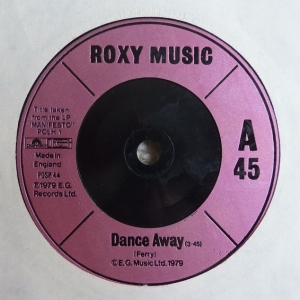 ROXY MUSIC
Title taken
from the LP
"MANIFESTO"
POLH 1
Made in
England
POSP 44
℗1979 E.G.
Records Ltd.
A
45
Dance Away (3·45)
(Ferry)
©E.G. Music Ltd. 1979